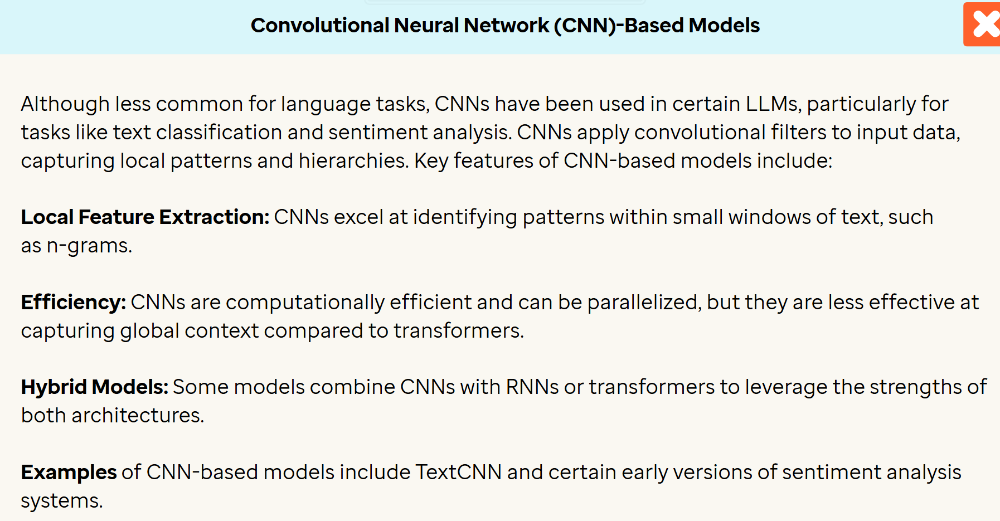 Convolutional Neural Network (CNN)-Based Models
Although less common for language tasks, CNNs have been used in certain LLMs, particularly for
tasks like text classification and sentiment analysis. CNNs apply convolutional filters to input data,
capturing local patterns and hierarchies. Key features of CNN-based models include:
Local Feature Extraction: CNNs excel at identifying patterns within small windows of text, such
as n-grams.
Efficiency: CNNs are computationally efficient and can be parallelized, but they are less effective at
capturing global context compared to transformers.
Hybrid Models: Some models combine CNNs with RNNs or transformers to leverage the strengths of
both architectures.
Examples of CNN-based models include TextCNN and certain early versions of sentiment analysis
systems.